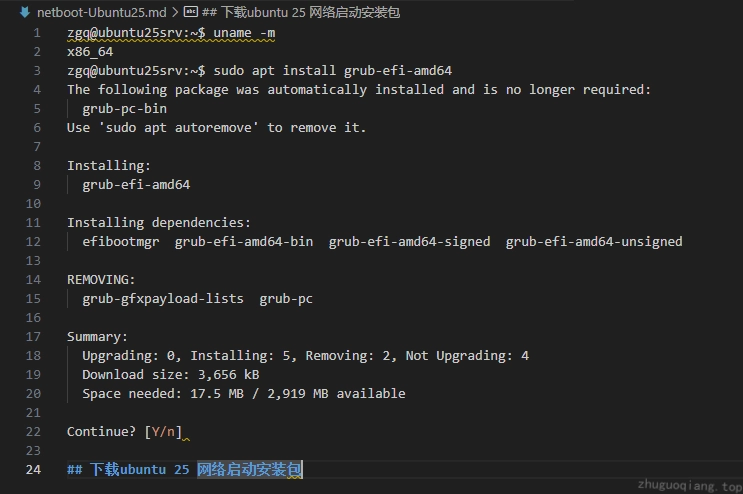 netboot-Ubuntu25.md > ## 下载ubuntu 25 网络启动安装包
1 zgq@ubuntu25srv:~$ uname -m
2 x86_64
3 zgq@ubuntu25srv:~$ sudo apt install grub-efi-amd64
4 The following package was automatically installed and is no longer required:
5 grub-pc-bin
6 Use 'sudo apt autoremove' to remove it.
7
8 Installing:
9 grub-efi-amd64
10
11 Installing dependencies:
12 efibootmgr grub-efi-amd64-bin grub-efi-amd64-signed grub-efi-amd64-unsigned
13
14 REMOVING:
15 grub-gfxpayload-lists grub-pc
16
17 Summary:
18 Upgrading: 0, Installing: 5, Removing: 2, Not Upgrading: 4
19 Download size: 3,656 kB
20 Space needed: 17.5 MB / 2,919 MB available
21
22 Continue? [Y/n]
23
24 ## 下载ubuntu 25 网络启动安装包
zhuguoqiang.top